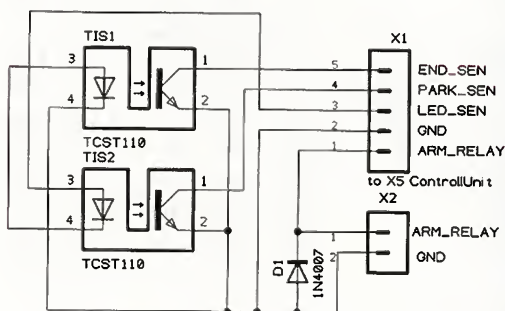 TIS1
3
4
1
2
TCST110
TIS2
3
4
1
2
TCST110
X1
5 END_SEN
4 PARK_SEN
3 LED_SEN
2 GND
1 ARM_RELAY
to X5 ControllUnit
X2
1 ARM_RELAY
2 GND
D1
1N4007